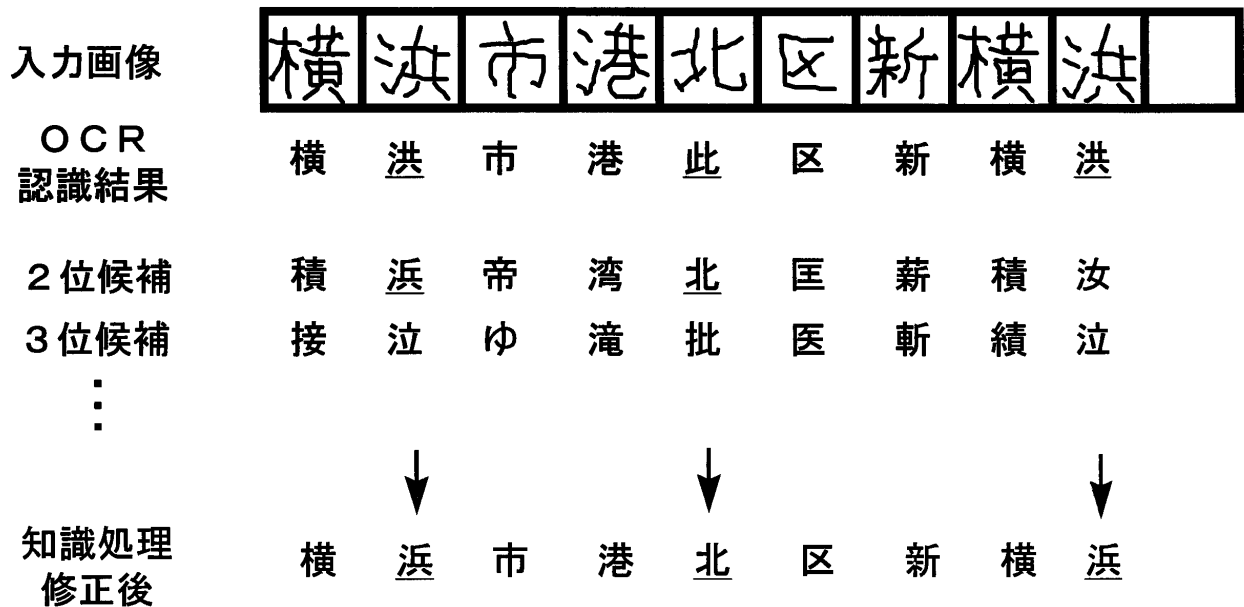 入力画像 横浜市港北区新横浜
OCR
認識結果 横洪市港此区新横洪
2位候補 積浜帝湾北匡薪積汝
3位候補 接泣ゆ滝批医斬績泣
⋮
知識処理
修正後 横浜市港北区新横浜